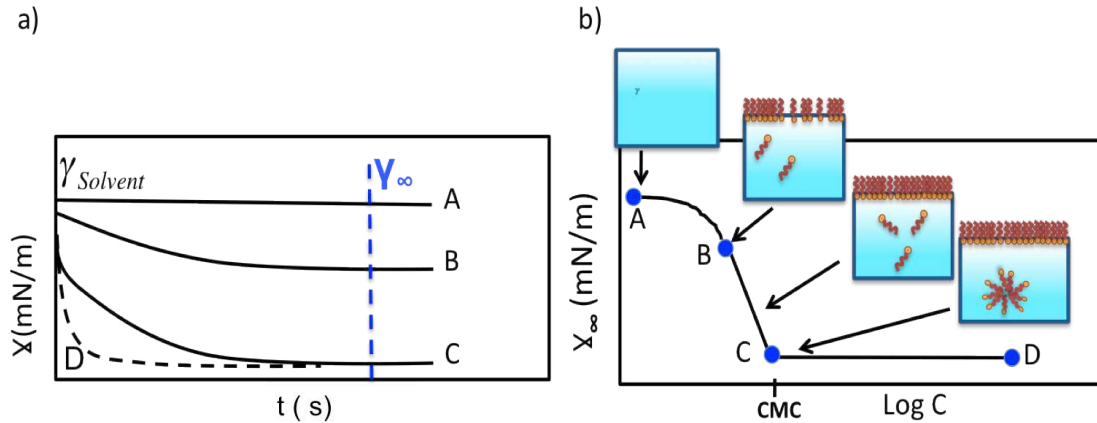 a)
γSolvent
γ∞
A
B
C
D
γ(mN/m)
t ( s)
b)
γ
A
B
C
D
γ∞ (mN/m)
CMC
Log C